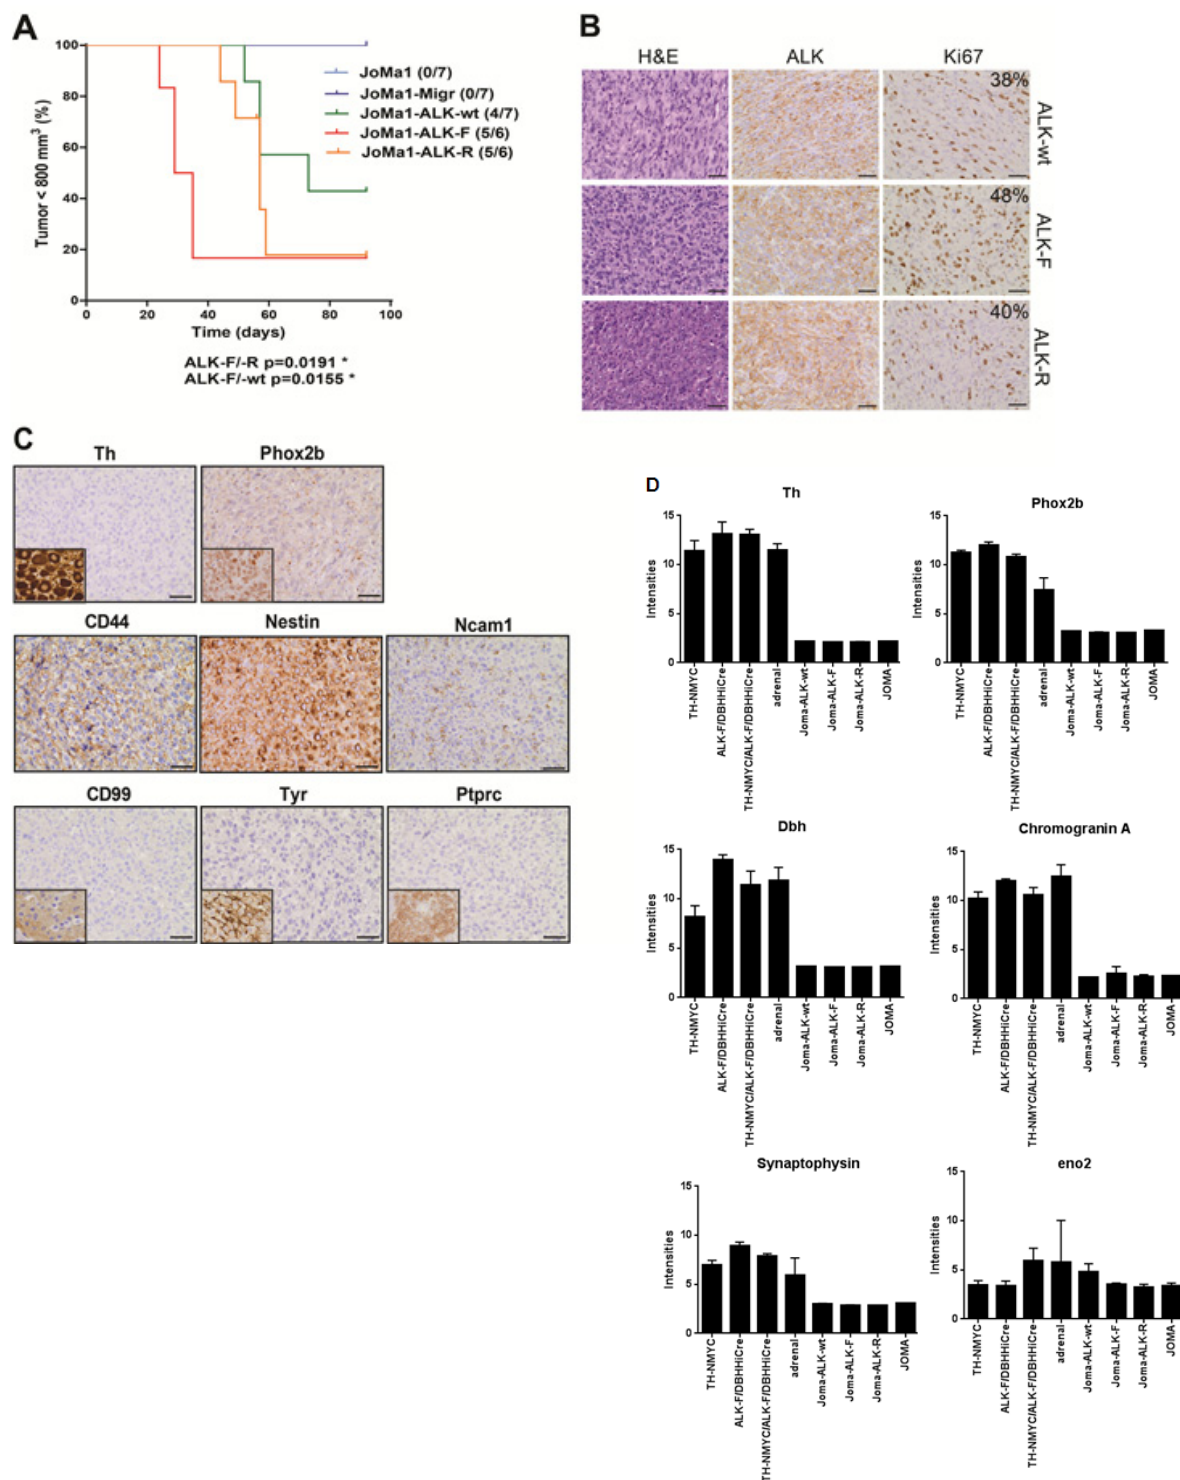 A
100
80
60
40
20
0
Tumor < 800 mm³ (%)
0 20 40 60 80 100
Time (days)
JoMa1 (0/7)
JoMa1-Migr (0/7)
JoMa1-ALK-wt (4/7)
JoMa1-ALK-F (5/6)
JoMa1-ALK-R (5/6)
ALK-F/-R p=0.0191 *
ALK-F/-wt p=0.0155 *
B
H&E ALK Ki67
38%
ALK-wt
48%
ALK-F
40%
ALK-R
C
Th Phox2b
CD44 Nestin Ncam1
CD99 Tyr Ptprc
D
Th
Intensities
15
10
5
0
TH-NMYC
ALK-F/DBHHiCre
TH-NMYC/ALK-F/DBHHiCre
adrenal
Joma-ALK-wt
Joma-ALK-F
Joma-ALK-R
JOMA
Phox2b
Intensities
15
10
5
0
TH-NMYC
ALK-F/DBHHiCre
TH-NMYC/ALK-F/DBHHiCre
adrenal
Joma-ALK-wt
Joma-ALK-F
Joma-ALK-R
JOMA
Dbh
Intensities
15
10
5
0
TH-NMYC
ALK-F/DBHHiCre
TH-NMYC/ALK-F/DBHHiCre
adrenal
Joma-ALK-wt
Joma-ALK-F
Joma-ALK-R
JOMA
Chromogranin A
Intensities
15
10
5
0
TH-NMYC
ALK-F/DBHHiCre
TH-NMYC/ALK-F/DBHHiCre
adrenal
Joma-ALK-wt
Joma-ALK-F
Joma-ALK-R
JOMA
Synaptophysin
Intensities
15
10
5
0
TH-NMYC
ALK-F/DBHHiCre
TH-NMYC/ALK-F/DBHHiCre
adrenal
Joma-ALK-wt
Joma-ALK-F
Joma-ALK-R
JOMA
eno2
Intensities
15
10
5
0
TH-NMYC
ALK-F/DBHHiCre
TH-NMYC/ALK-F/DBHHiCre
adrenal
Joma-ALK-wt
Joma-ALK-F
Joma-ALK-R
JOMA